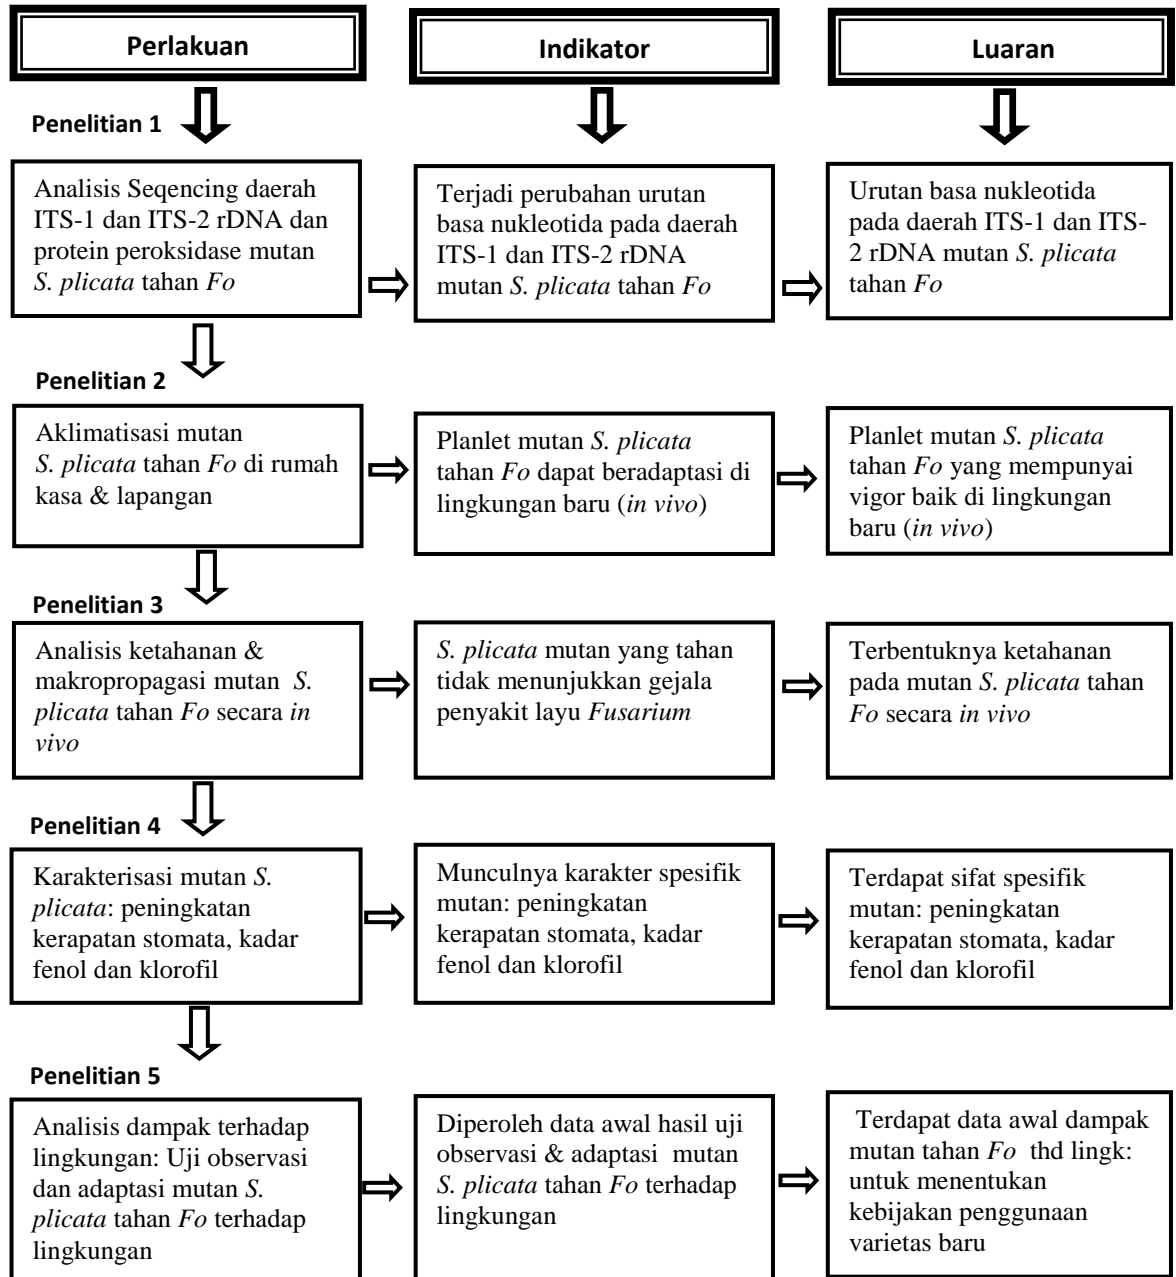 Perlakuan
Indikator
Luaran
Penelitian 1
Analisis Seqencing daerah
ITS-1 dan ITS-2 rDNA dan
protein peroksidase mutan
S. plicata tahan Fo
Terjadi perubahan urutan
basa nukleotida pada daerah
ITS-1 dan ITS-2 rDNA
mutan S. plicata tahan Fo
Urutan basa nukleotida
pada daerah ITS-1 dan ITS-
2 rDNA mutan S. plicata
tahan Fo
Penelitian 2
Aklimatisasi mutan
S. plicata tahan Fo di rumah
kasa & lapangan
Planlet mutan S. plicata
tahan Fo dapat beradaptasi di
lingkungan baru (in vivo)
Planlet mutan S. plicata
tahan Fo yang mempunyai
vigor baik di lingkungan
baru (in vivo)
Penelitian 3
Analisis ketahanan &
makropropagasi mutan S.
plicata tahan Fo secara in
vivo
S. plicata mutan yang tahan
tidak menunjukkan gejala
penyakit layu Fusarium
Terbentuknya ketahanan
pada mutan S. plicata tahan
Fo secara in vivo
Penelitian 4
Karakterisasi mutan S.
plicata: peningkatan
kerapatan stomata, kadar
fenol dan klorofil
Munculnya karakter spesifik
mutan: peningkatan
kerapatan stomata, kadar
fenol dan klorofil
Terdapat sifat spesifik
mutan: peningkatan
kerapatan stomata, kadar
fenol dan klorofil
Penelitian 5
Analisis dampak terhadap
lingkungan: Uji observasi
dan adaptasi mutan S.
plicata tahan Fo terhadap
lingkungan
Diperoleh data awal hasil uji
observasi & adaptasi mutan
S. plicata tahan Fo terhadap
lingkungan
Terdapat data awal dampak
mutan tahan Fo thd lingk:
untuk menentukan
kebijakan penggunaan
varietas baru